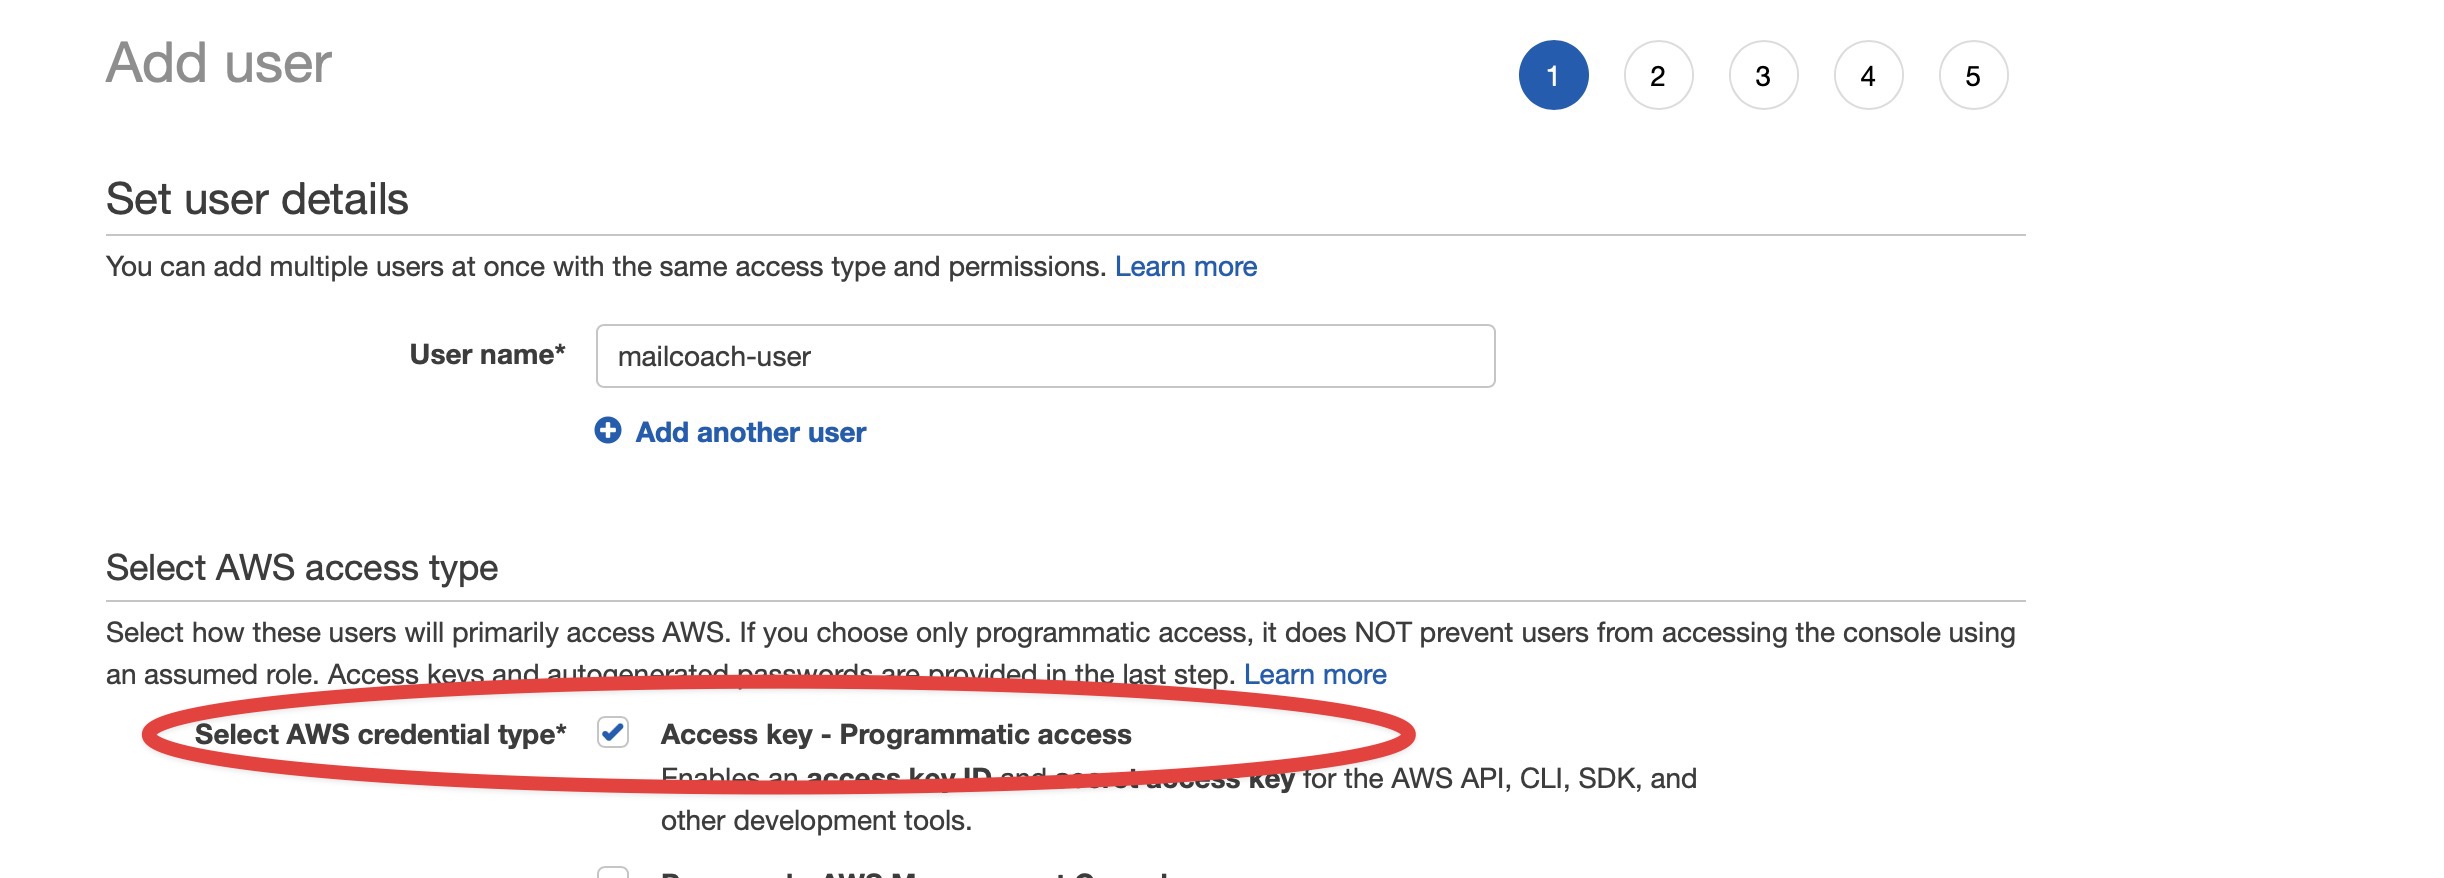 Add user
1 2 3 4 5
Set user details
You can add multiple users at once with the same access type and permissions. Learn more
User name* mailcoach-user
Add another user
Select AWS access type
Select how these users will primarily access AWS. If you choose only programmatic access, it does NOT prevent users from accessing the console using
an assumed role. Access keys and autogenerated passwords are provided in the last step. Learn more
Select AWS credential type* Access key - Programmatic access
Enables an access key ID and secret access key for the AWS API, CLI, SDK, and
other development tools.